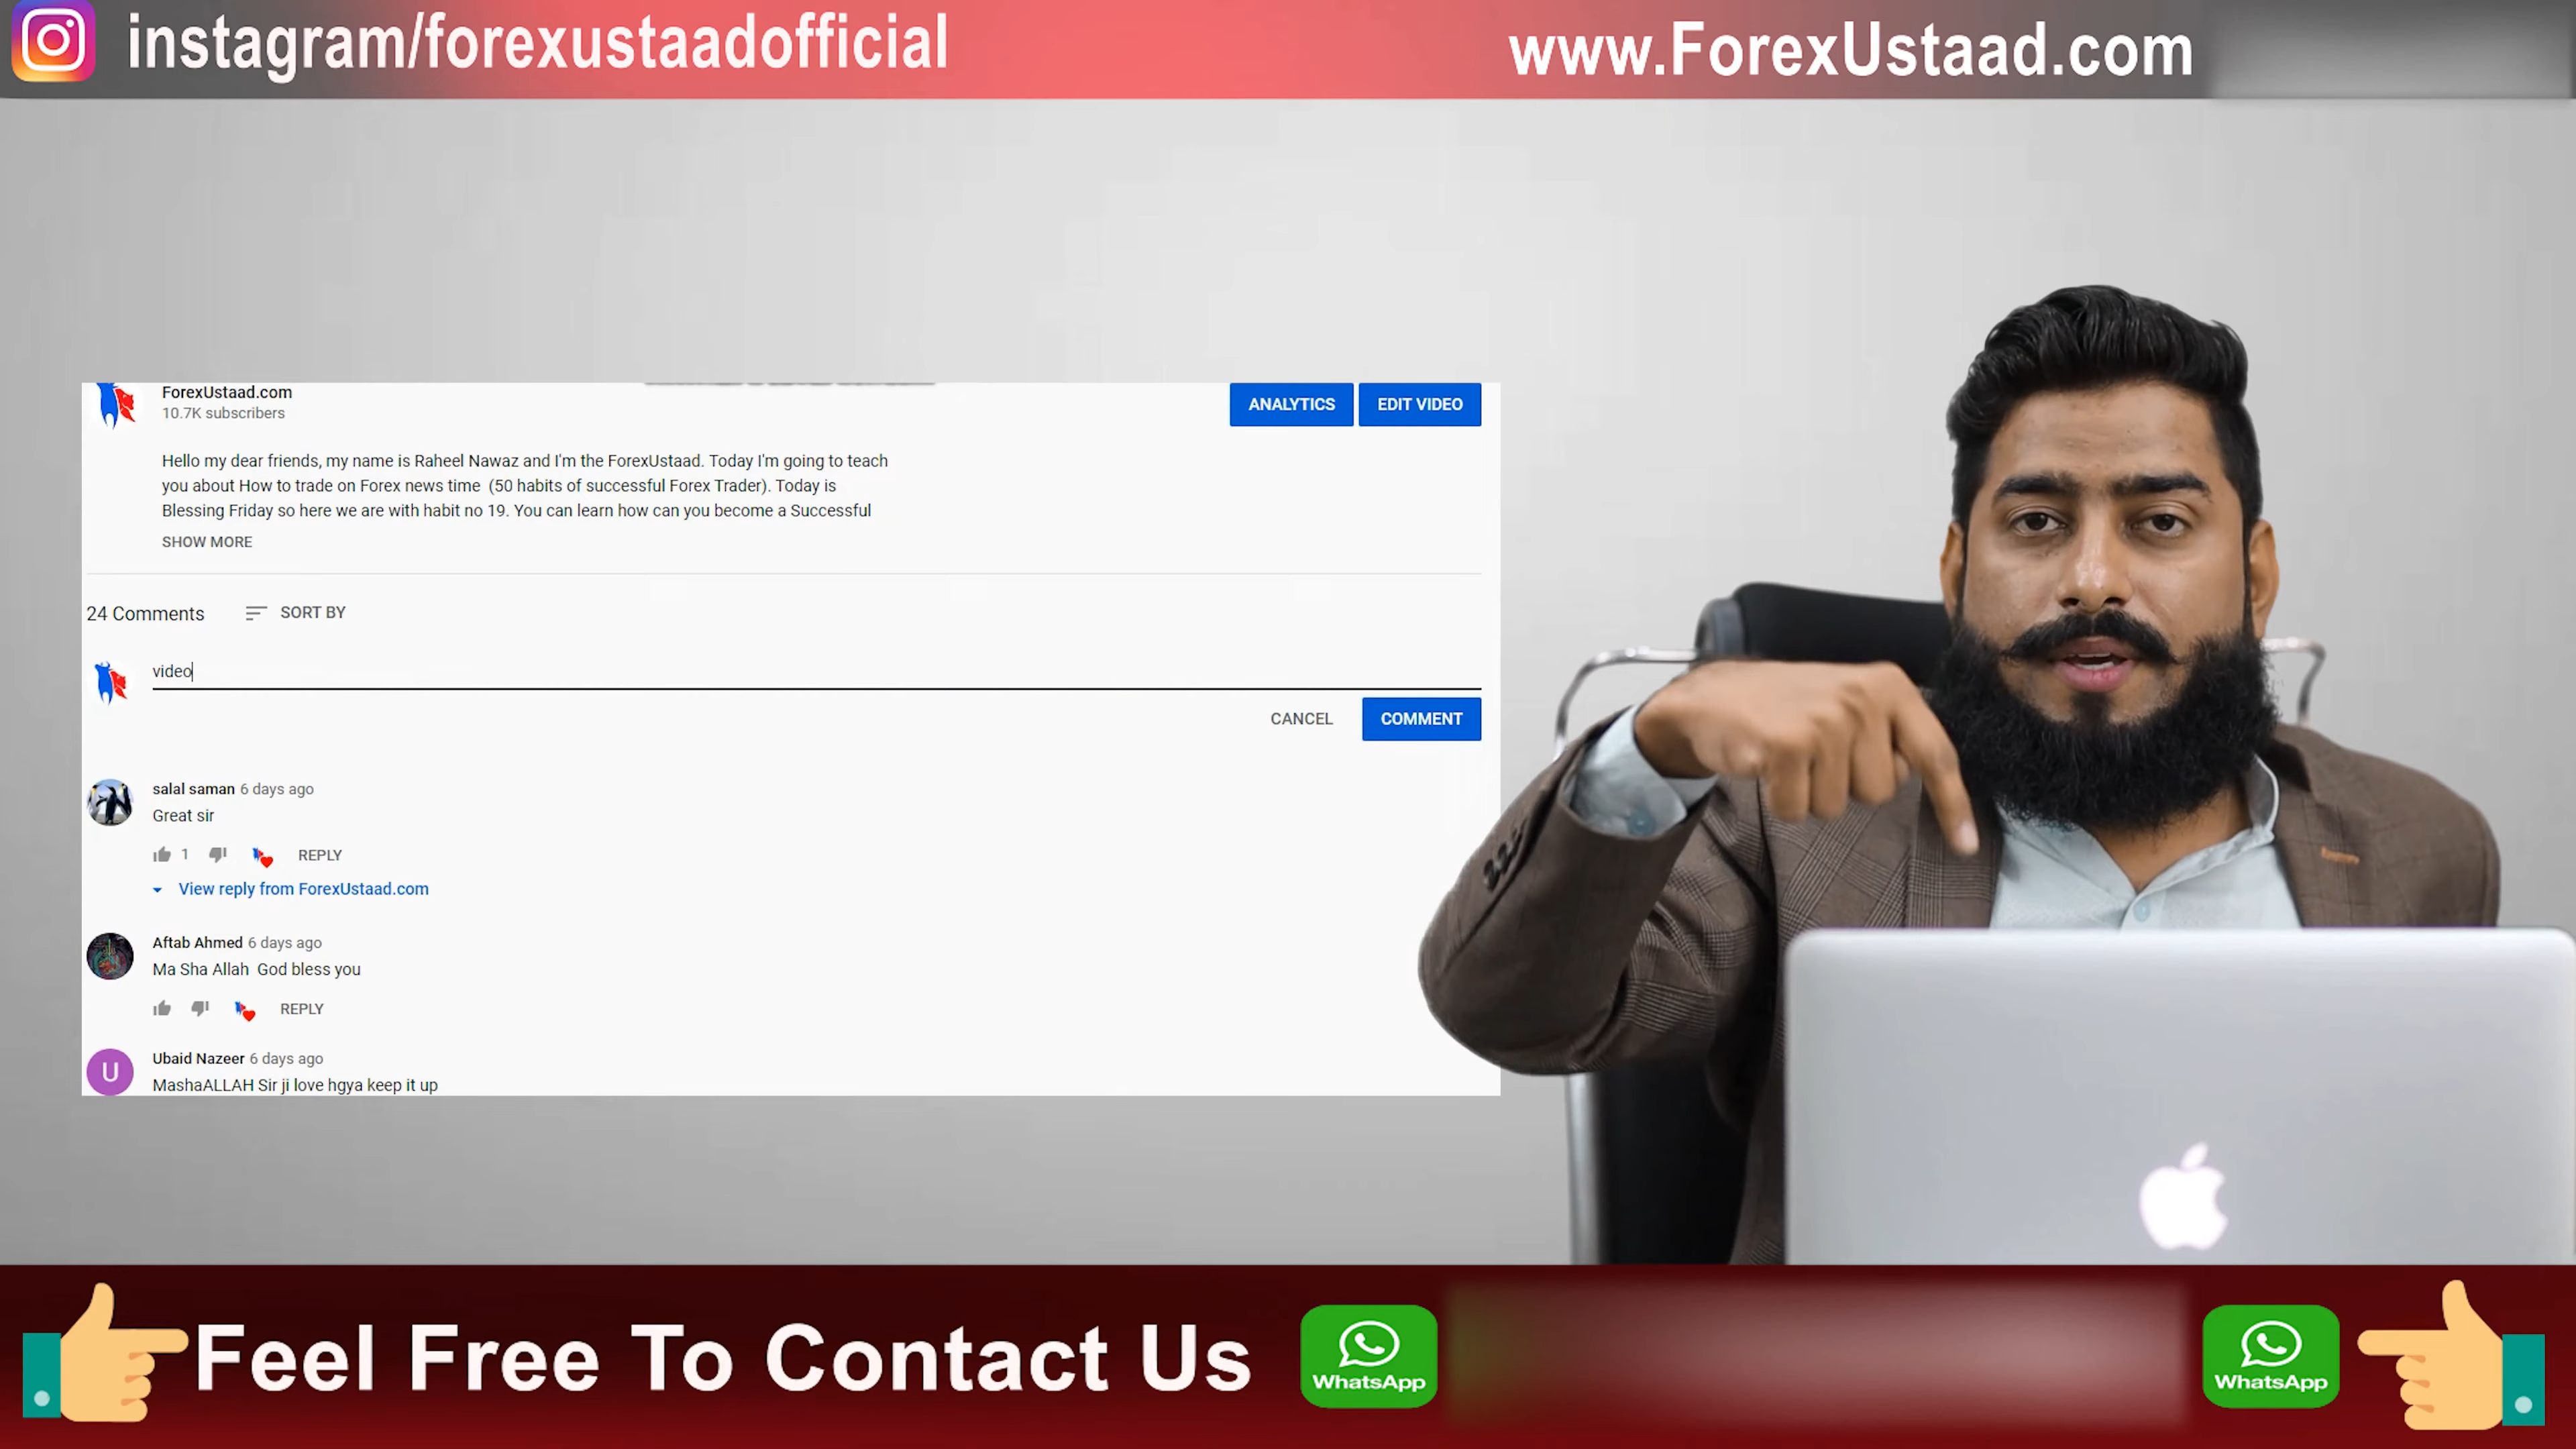 instagram/forexustaadofficial
www.ForexUstaad.com
ForexUstaad.com
10.7K subscribers
ANALYTICS
EDIT VIDEO
Hello my dear friends, my name is Raheel Nawaz and I'm the ForexUstaad. Today I'm going to teach
you about How to trade on Forex news time (50 habits of successful Forex Trader). Today is
Blessing Friday so here we are with habit no 19. You can learn how can you become a Successful
SHOW MORE
24 Comments
SORT BY
video
CANCEL
COMMENT
salal saman 6 days ago
Great sir
1
REPLY
View reply from ForexUstaad.com
Aftab Ahmed 6 days ago
Ma Sha Allah God bless you
REPLY
U
Ubaid Nazeer 6 days ago
MashaALLAH Sir ji love hgya keep it up
Feel Free To Contact Us
WhatsApp
WhatsApp